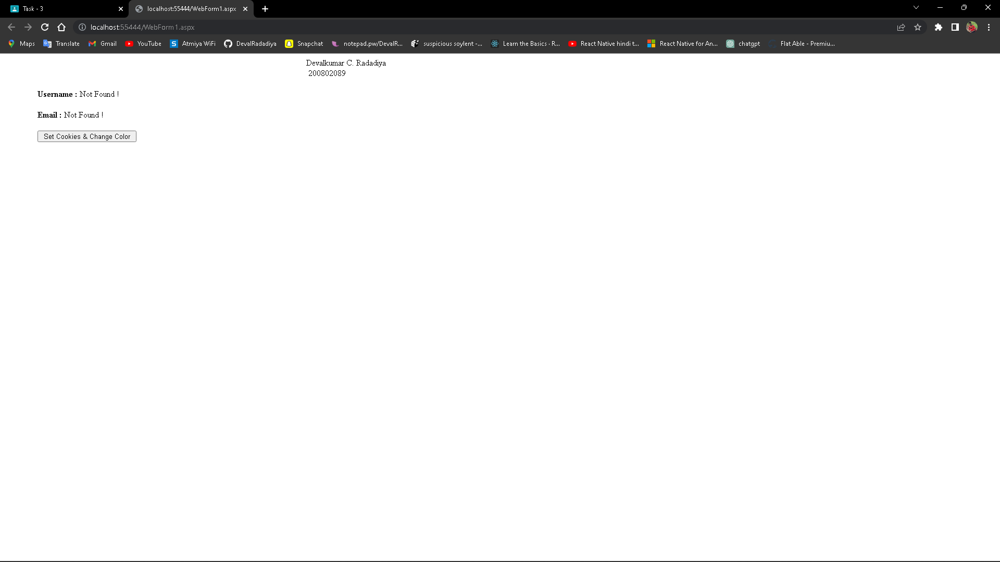 Task - 3
localhost:55444/WebForm1.aspx
localhost:55444/WebForm1.aspx
Maps Translate Gmail YouTube Atmiya WiFi DevalRadadiya Snapchat notepad.pw/DevalR... suspicious soylent -... Learn the Basics · R... React Native hindi t... React Native for An... chatgpt Flat Able - Premiu...
Devalkumar C. Radadiya
200802089
Username : Not Found !
Email : Not Found !
Set Cookies & Change Color